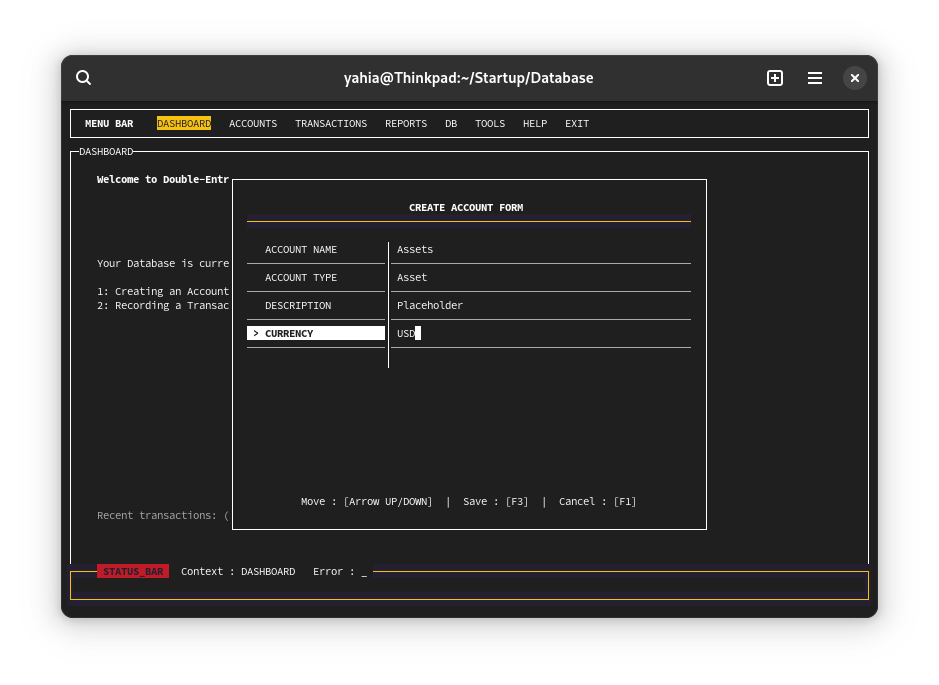 yahia@Thinkpad:~/Startup/Database
MENU BAR DASHBOARD ACCOUNTS TRANSACTIONS REPORTS DB TOOLS HELP EXIT
DASHBOARD
Welcome to Double-Entr
CREATE ACCOUNT FORM
ACCOUNT NAME Assets
Your Database is curre
ACCOUNT TYPE Asset
1: Creating an Account
2: Recording a Transac
DESCRIPTION Placeholder
> CURRENCY USD
Move : [Arrow UP/DOWN] | Save : [F3] | Cancel : [F1]
Recent transactions: (
STATUS_BAR Context : DASHBOARD Error : _